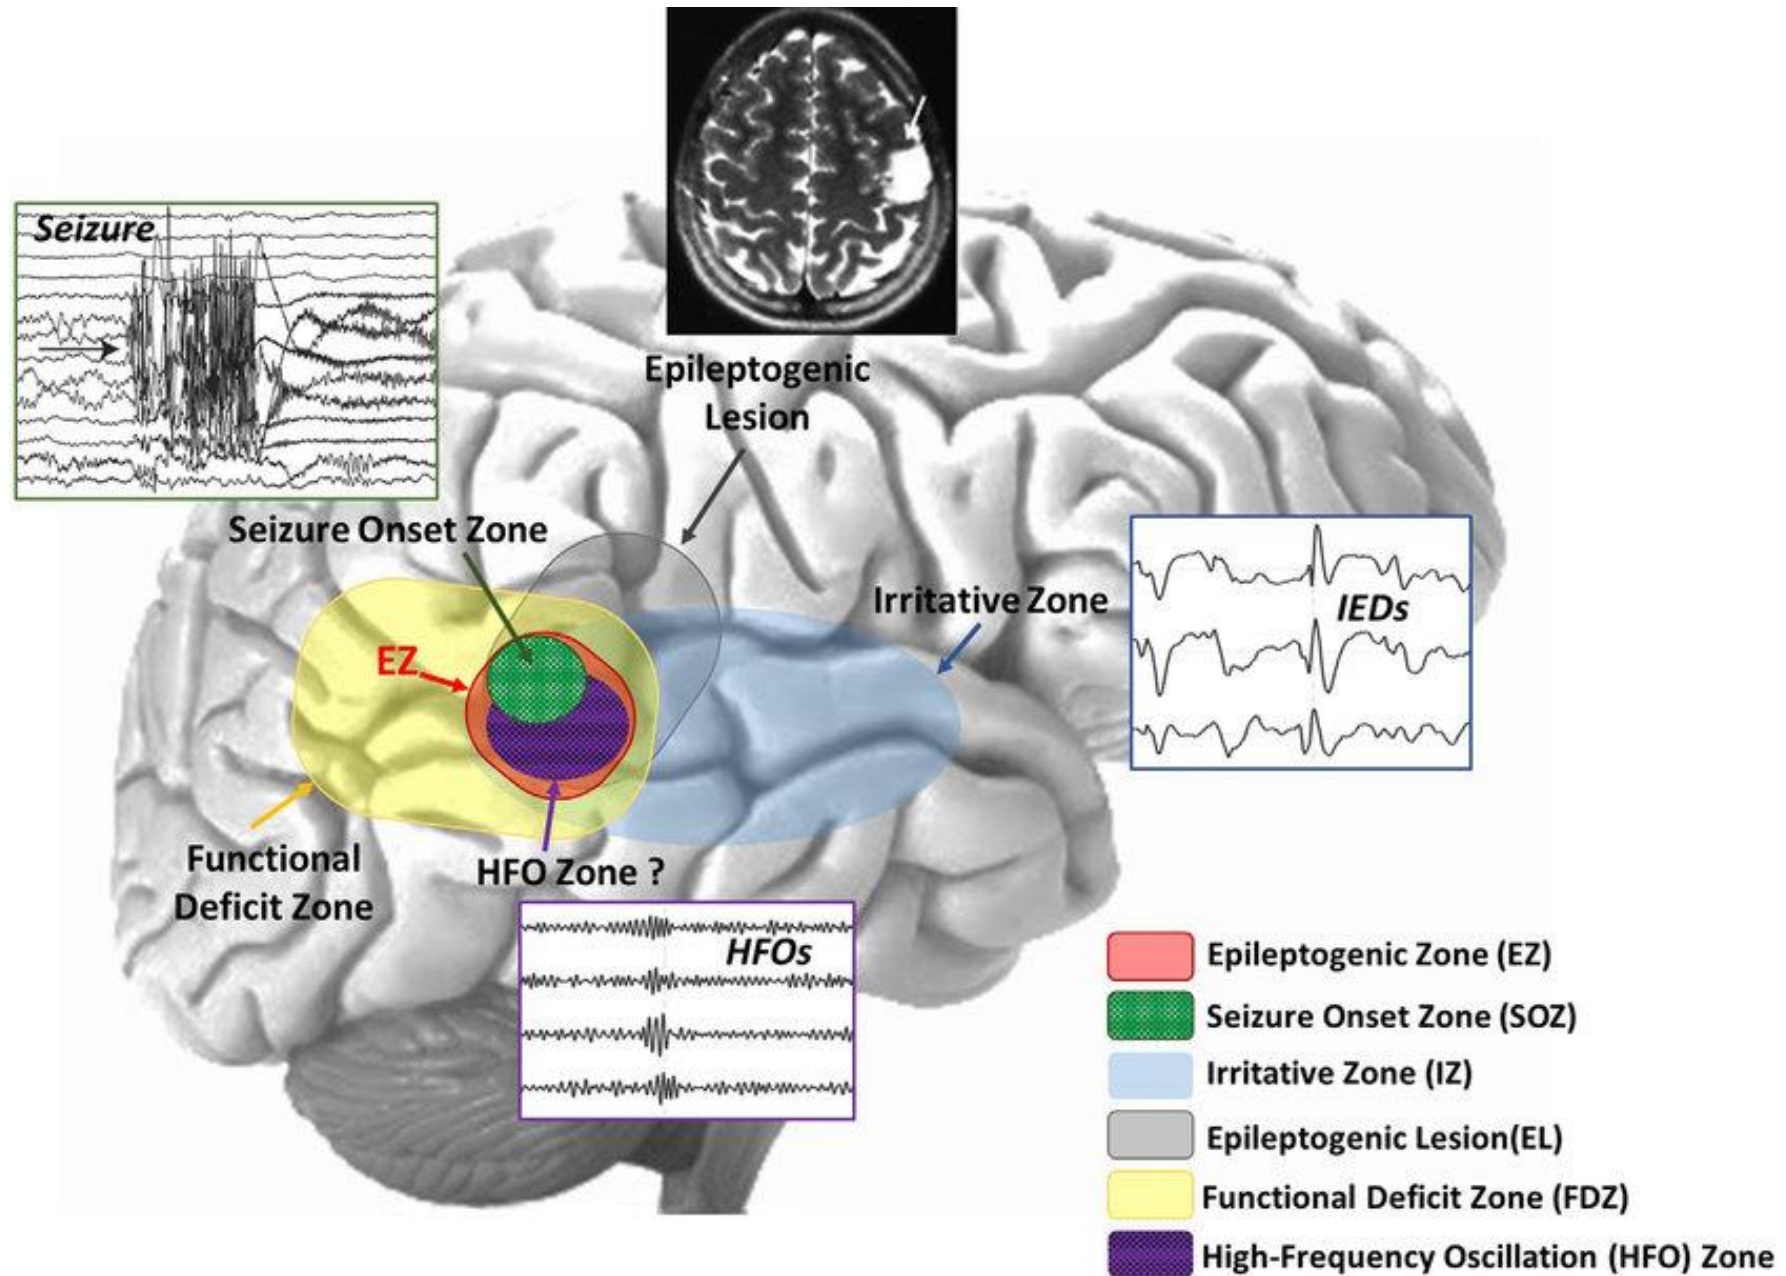 Seizure
Epileptogenic
Lesion
Seizure Onset Zone
Irritative Zone
IEDs
EZ
Functional
Deficit Zone
HFO Zone ?
HFOs
Epileptogenic Zone (EZ)
Seizure Onset Zone (SOZ)
Irritative Zone (IZ)
Epileptogenic Lesion(EL)
Functional Deficit Zone (FDZ)
High-Frequency Oscillation (HFO) Zone